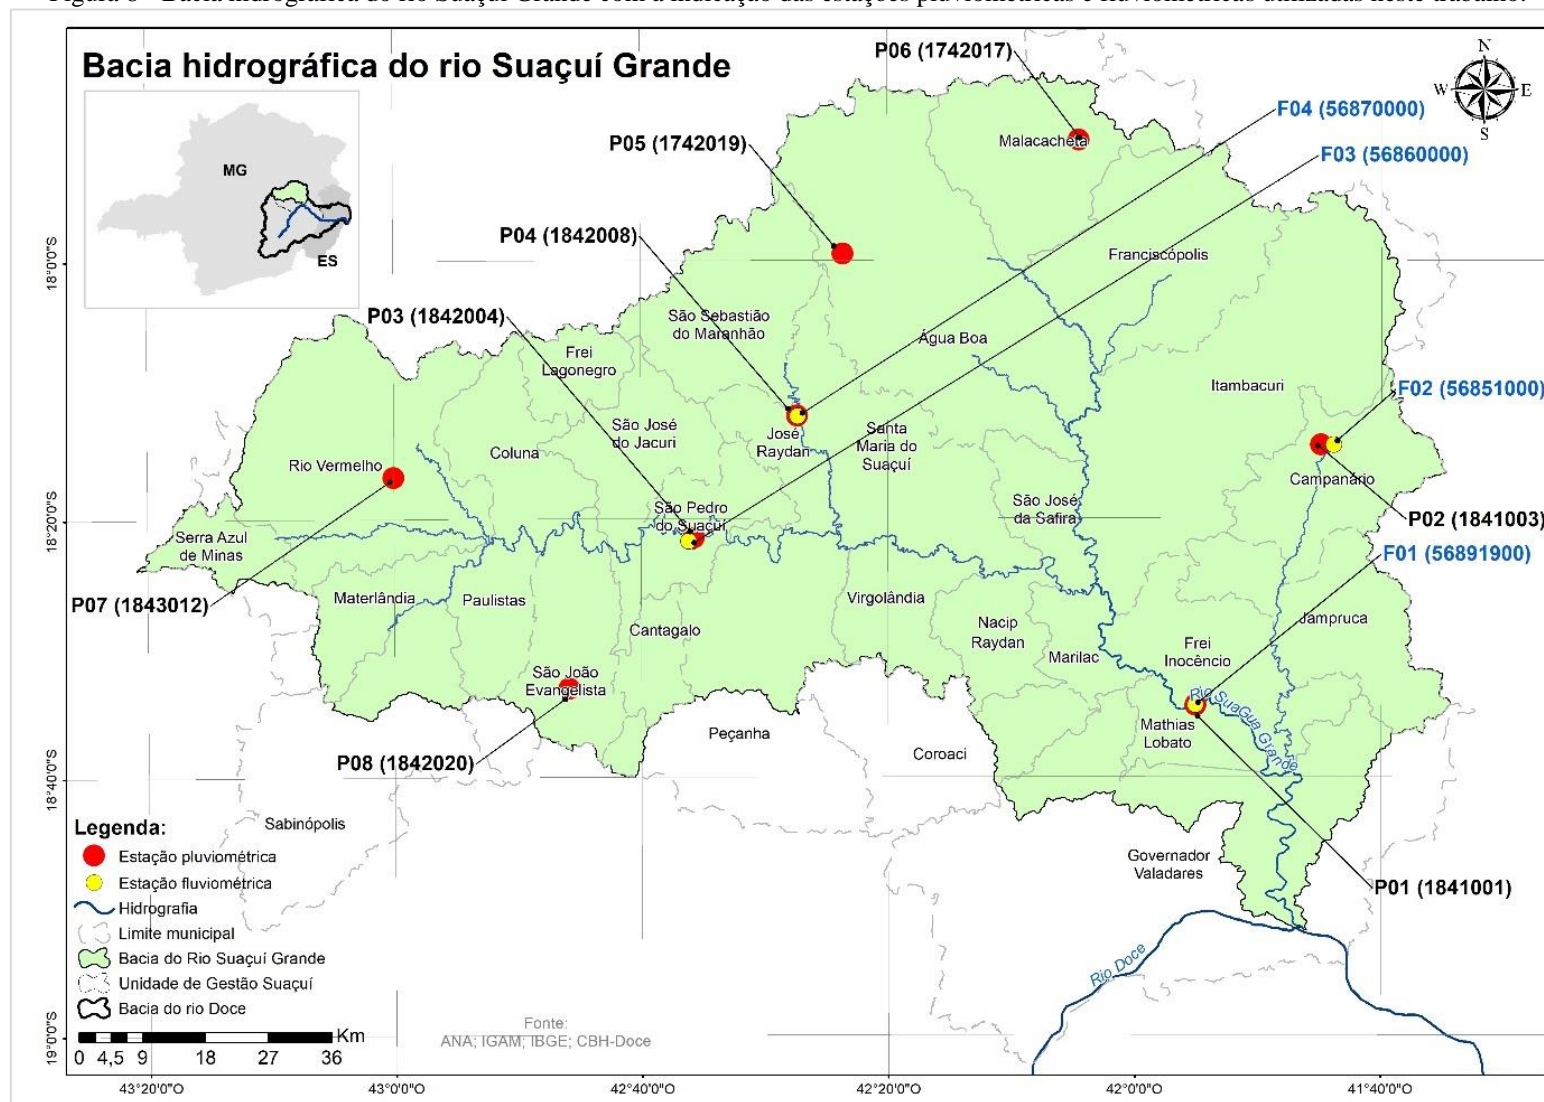 Figura 6 - Bacia hidrográfica do rio Suaçuí Grande com a indicação das estações pluviométricas e fluviométricas utilizadas neste trabalho.
Bacia hidrográfica do rio Suaçuí Grande
P06 (1742017)
N
W
E
S
F04 (56870000)
P05 (1742019)
Malacacheta
F03 (56860000)
MG
ES
P04 (1842008)
18°0'0"S
Franciscópolis
P03 (1842004)
São Sebastião
do Maranhão
Água Boa
Frei
Lagonegro
Itambacuri
F02 (56851000)
São José
do Jacuri
José
Raydan
Santa
Maria do
Suaçuí
Coluna
Rio Vermelho
Campanário
São Pedro
do Suaçuí
São José
da Safira
18°20'0"S
P02 (1841003)
Serra Azul
de Minas
F01 (56891900)
P07 (1843012)
Materlândia
Paulistas
Virgolândia
Cantagalo
Nacip
Raydan
Jampruca
Frei
Inocêncio
Marilac
São João
Evangelista
Rio SuaGua Grande
Mathias
Lobato
Peçanha
Coroaci
P08 (1842020)
18°40'0"S
Sabinópolis
Governador
Valadares
P01 (1841001)
Rio Doce
Legenda:
Estação pluviométrica
Estação fluviométrica
Hidrografia
Limite municipal
Bacia do Rio Suaçuí Grande
Unidade de Gestão Suaçuí
Bacia do rio Doce
Km
0 4,5 9 18 27 36
Fonte:
ANA; IGAM; IBGE; CBH-Doce
19°0'0"S
43°20'0"O 43°0'0"O 42°40'0"O 42°20'0"O 42°0'0"O 41°40'0"O